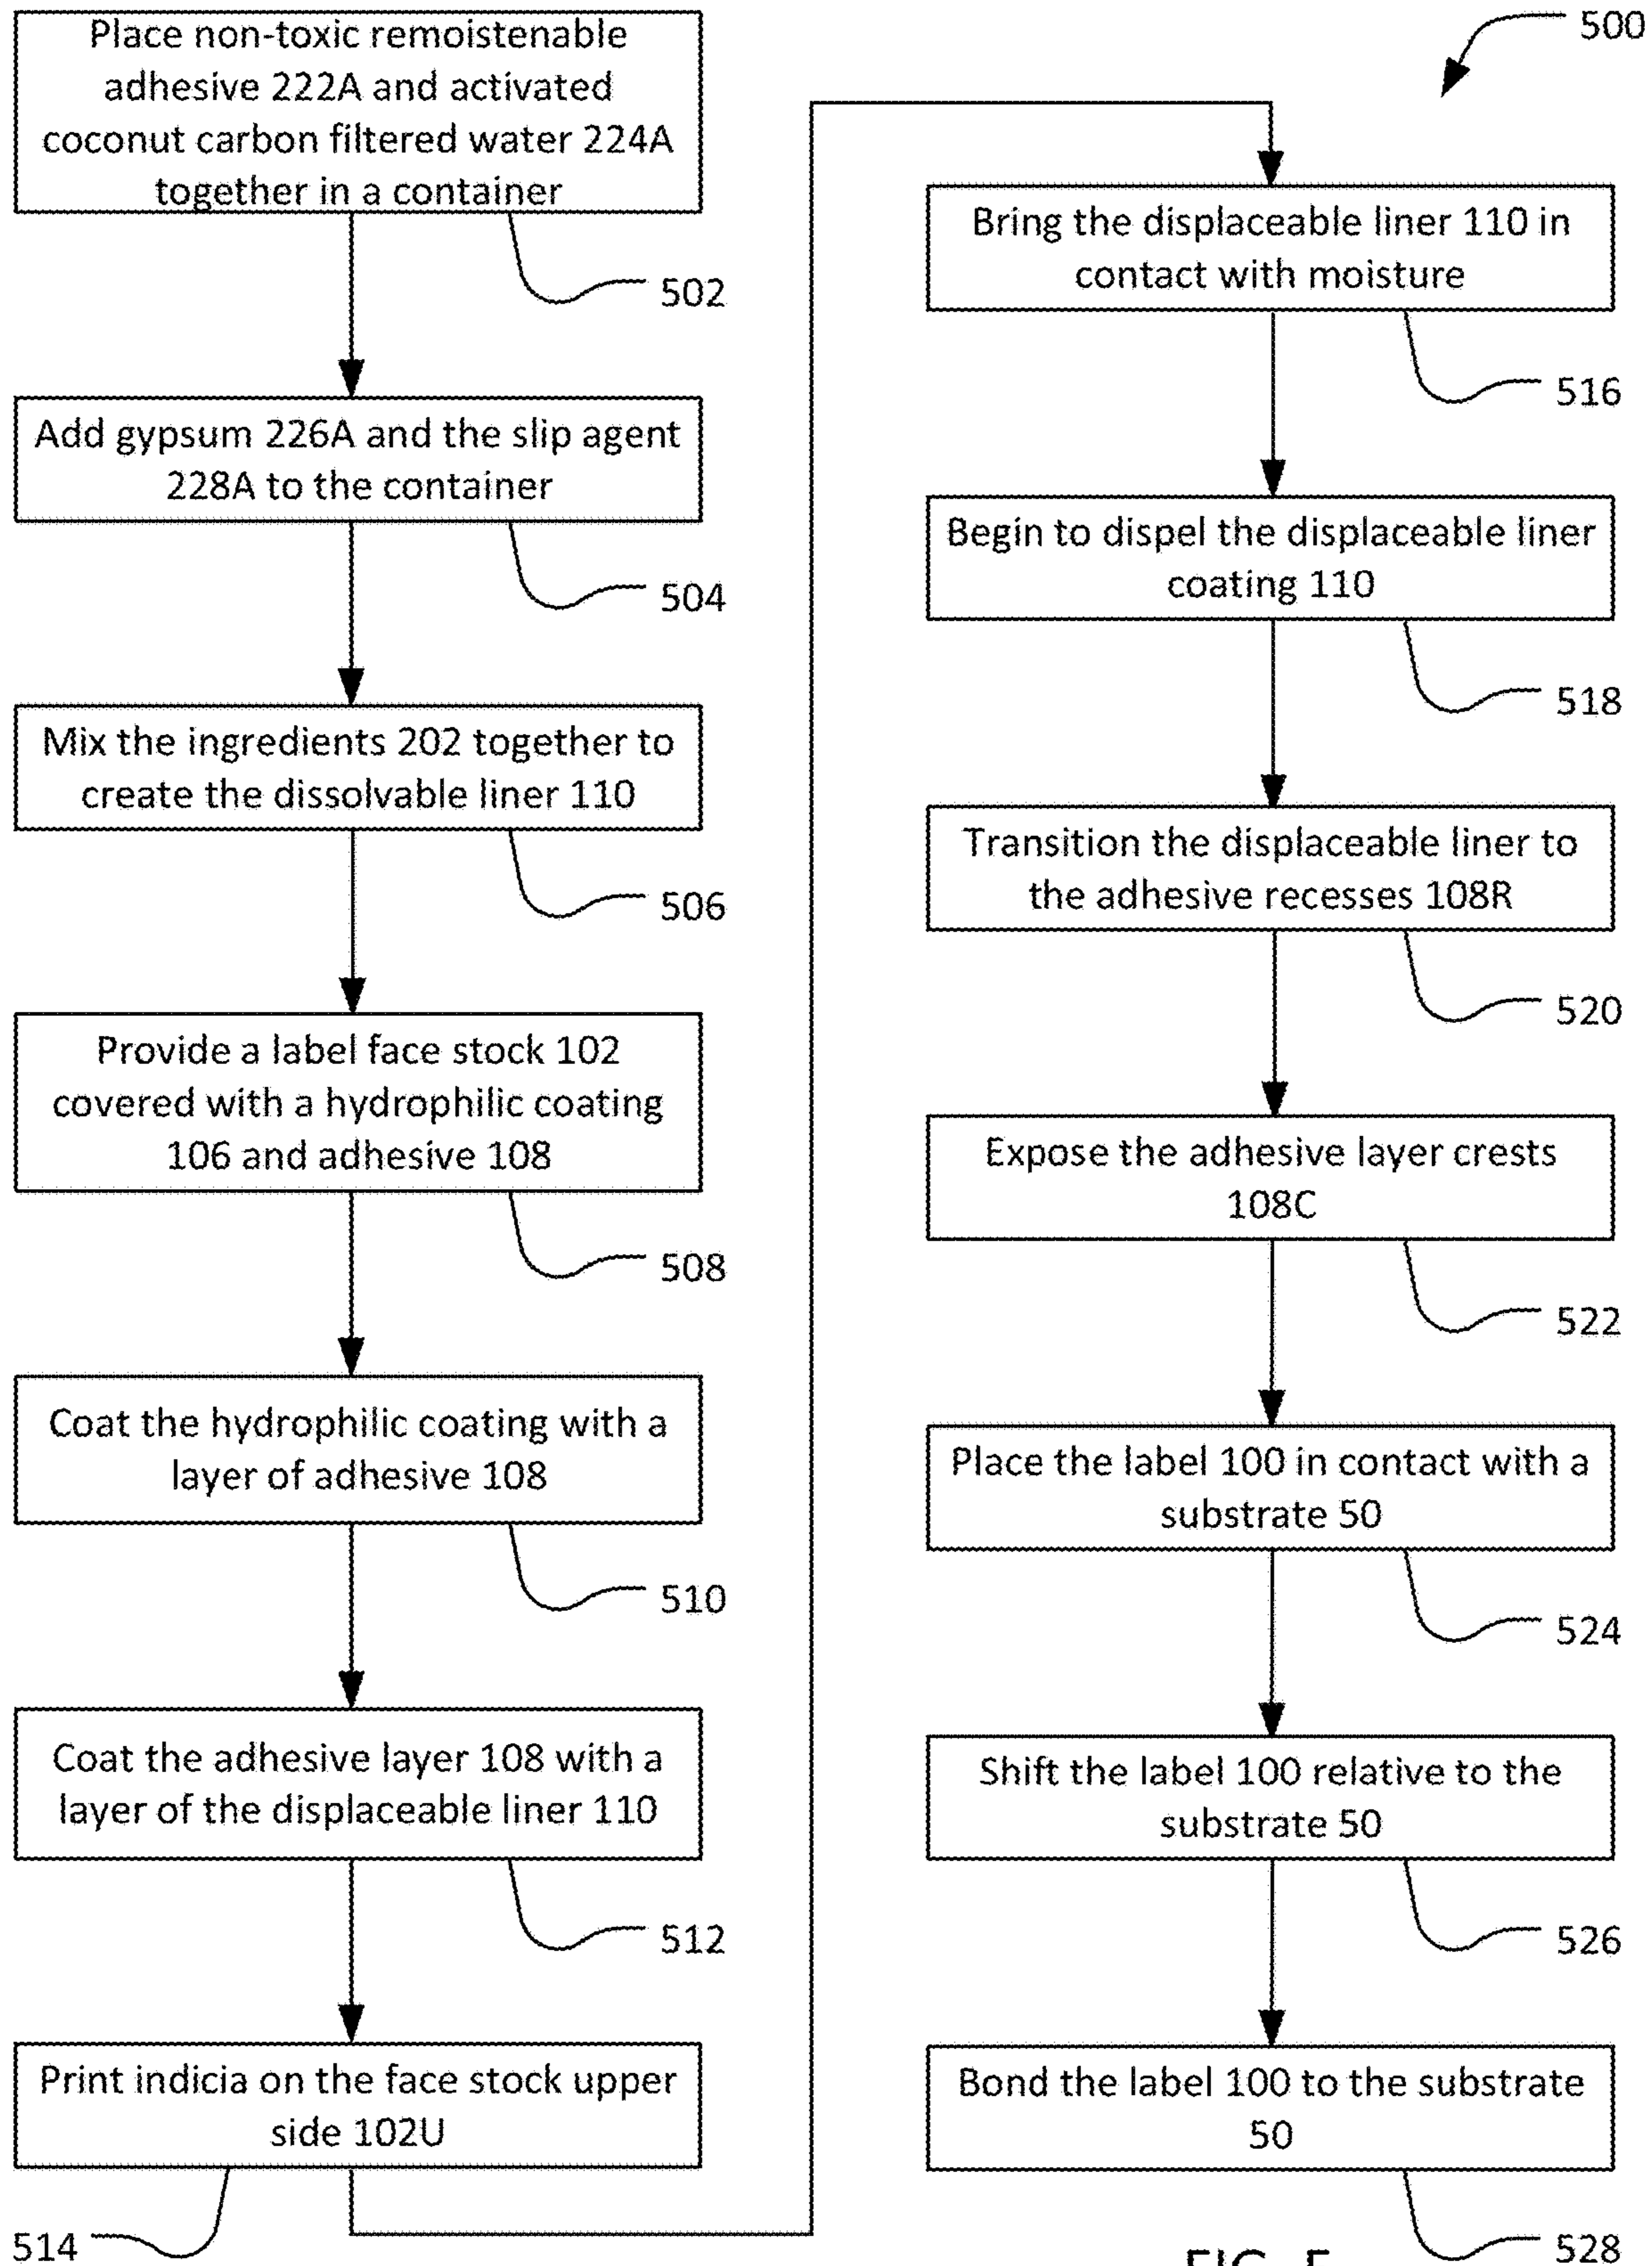 Place non-toxic remoistenable
adhesive 222A and activated
coconut carbon filtered water 224A
together in a container
502
Add gypsum 226A and the slip agent
228A to the container
504
Mix the ingredients 202 together to
create the dissolvable liner 110
506
Provide a label face stock 102
covered with a hydrophilic coating
106 and adhesive 108
508
Coat the hydrophilic coating with a
layer of adhesive 108
510
Coat the adhesive layer 108 with a
layer of the displaceable liner 110
512
Print indicia on the face stock upper
side 102U
514
500
Bring the displaceable liner 110 in
contact with moisture
516
Begin to dispel the displaceable liner
coating 110
518
Transition the displaceable liner to
the adhesive recesses 108R
520
Expose the adhesive layer crests
108C
522
Place the label 100 in contact with a
substrate 50
524
Shift the label 100 relative to the
substrate 50
526
Bond the label 100 to the substrate
50
528